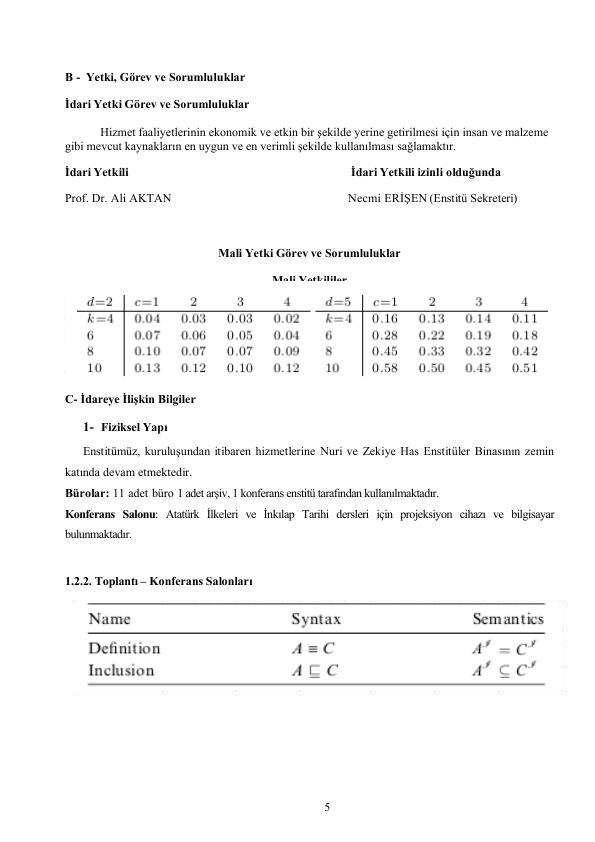 B - Yetki, Görev ve Sorumluluklar
İdari Yetki Görev ve Sorumluluklar
Hizmet faaliyetlerinin ekonomik ve etkin bir şekilde yerine getirilmesi için insan ve malzeme
gibi mevcut kaynakların en uygun ve en verimli şekilde kullanılması sağlamaktır.
İdari Yetkili İdari Yetkili izinli olduğunda
Prof. Dr. Ali AKTAN Necmi ERİŞEN (Enstitü Sekreteri)
Mali Yetki Görev ve Sorumluluklar
Mali Yetkililer
d=2 c=1 2 3 4 d=5 c=1 2 3 4
k=4 0.04 0.03 0.03 0.02 k=4 0.16 0.13 0.14 0.11
6 0.07 0.06 0.05 0.04 6 0.28 0.22 0.19 0.18
8 0.10 0.07 0.07 0.09 8 0.45 0.33 0.32 0.42
10 0.13 0.12 0.10 0.12 10 0.58 0.50 0.45 0.51
C- İdareye İlişkin Bilgiler
1- Fiziksel Yapı
Enstitümüz, kuruluşundan itibaren hizmetlerine Nuri ve Zekiye Has Enstitüler Binasının zemin
katında devam etmektedir.
Bürolar: 11 adet büro 1 adet arşiv, 1 konferans enstitü tarafından kullanılmaktadır.
Konferans Salonu: Atatürk İlkeleri ve İnkılap Tarihi dersleri için projeksiyon cihazı ve bilgisayar
bulunmaktadır.
1.2.2. Toplantı – Konferans Salonları
Name Syntax Semantics
Definition A ≡ C A^ℐ = C^ℐ
Inclusion A ⊑ C A^ℐ ⊆ C^ℐ
5